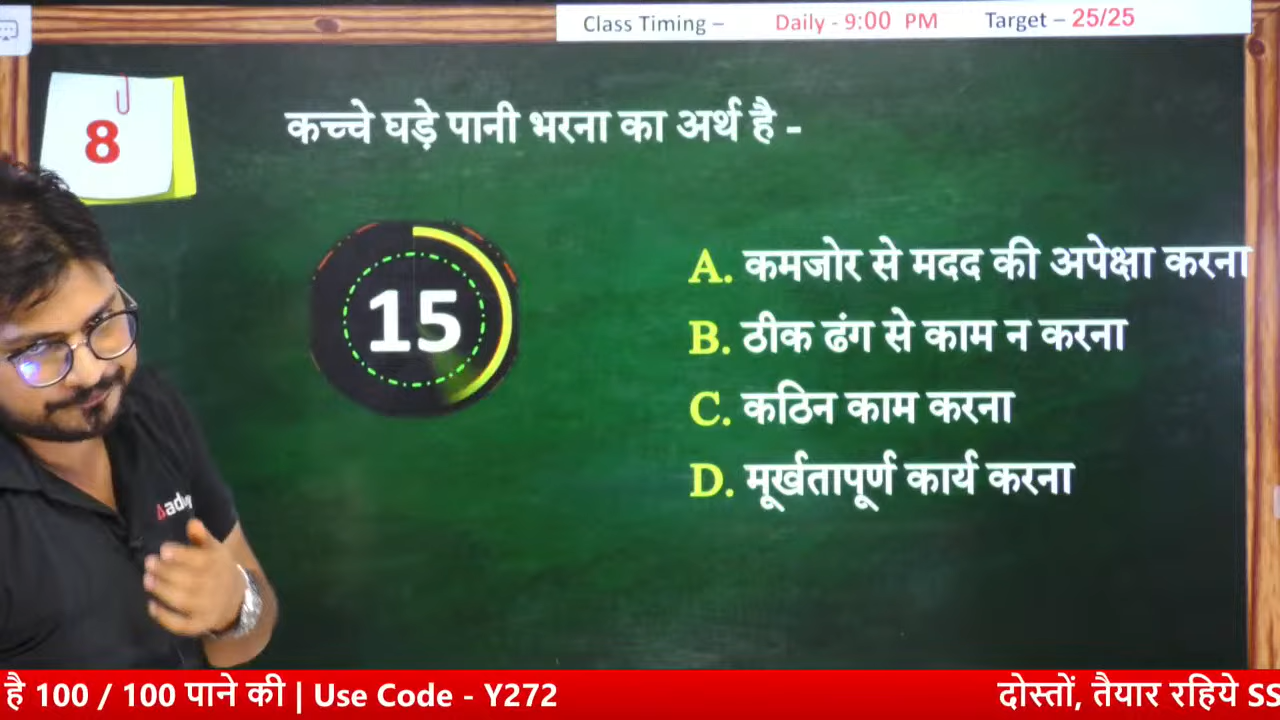 Class Timing – Daily - 9:00 PM Target – 25/25
8
कच्चे घड़े पानी भरना का अर्थ है -
15
A. कमजोर से मदद की अपेक्षा करना
B. ठीक ढंग से काम न करना
C. कठिन काम करना
D. मूर्खतापूर्ण कार्य करना
है 100 / 100 पाने की | Use Code - Y272 दोस्तों, तैयार रहिये SS